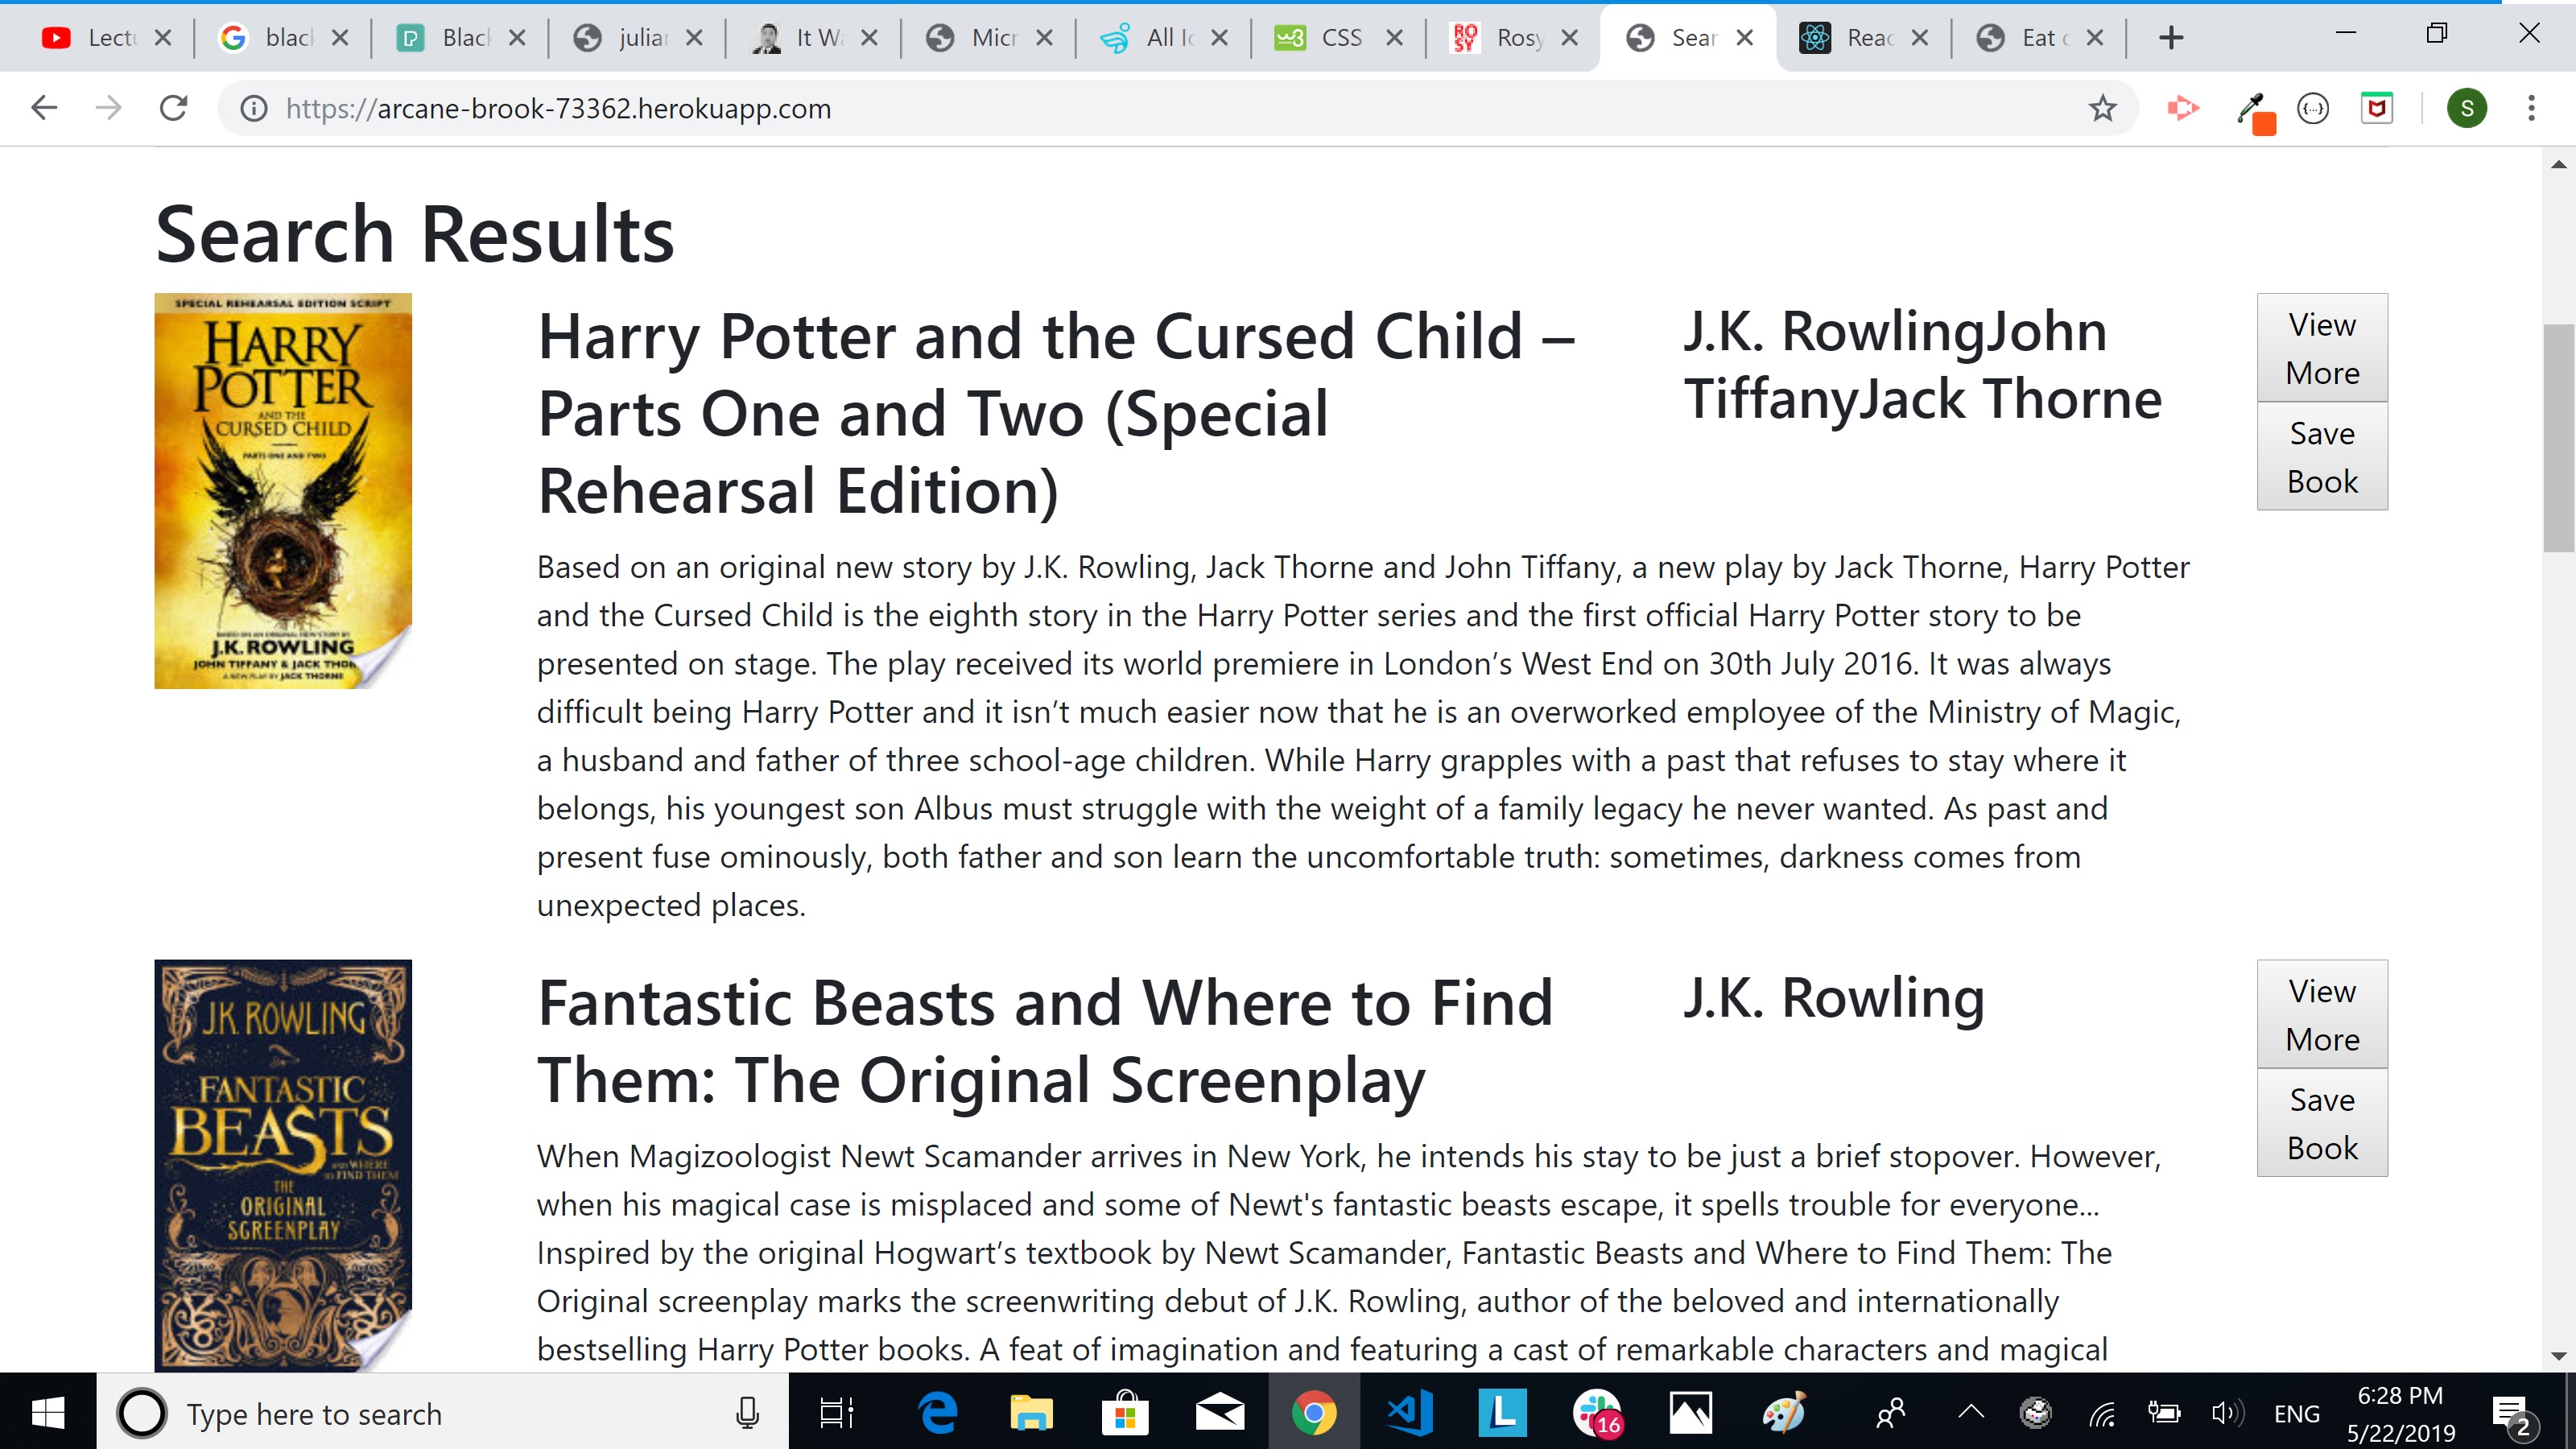 Lectu
blac
Black
juliar
It Wa
Micr
All Ic
CSS
Rosy
Sear
Reac
Eat c
https://arcane-brook-73362.herokuapp.com
S
Search Results
SPECIAL REHEARSAL EDITION SCRIPT
HARRY
POTTER
AND THE
CURSED CHILD
PARTS ONE AND TWO
BASED ON AN ORIGINAL NEW STORY BY
J.K. ROWLING
JOHN TIFFANY & JACK THOR
A NEW PLAY BY JACK THORNE
Harry Potter and the Cursed Child –
Parts One and Two (Special
Rehearsal Edition)
J.K. RowlingJohn
TiffanyJack Thorne
View
More
Save
Book
Based on an original new story by J.K. Rowling, Jack Thorne and John Tiffany, a new play by Jack Thorne, Harry Potter
and the Cursed Child is the eighth story in the Harry Potter series and the first official Harry Potter story to be
presented on stage. The play received its world premiere in London’s West End on 30th July 2016. It was always
difficult being Harry Potter and it isn’t much easier now that he is an overworked employee of the Ministry of Magic,
a husband and father of three school-age children. While Harry grapples with a past that refuses to stay where it
belongs, his youngest son Albus must struggle with the weight of a family legacy he never wanted. As past and
present fuse ominously, both father and son learn the uncomfortable truth: sometimes, darkness comes from
unexpected places.
J.K. ROWLING
FANTASTIC
BEASTS
AND WHERE
TO FIND THEM
THE
ORIGINAL
SCREENPLAY
Fantastic Beasts and Where to Find
Them: The Original Screenplay
J.K. Rowling
View
More
Save
Book
When Magizoologist Newt Scamander arrives in New York, he intends his stay to be just a brief stopover. However,
when his magical case is misplaced and some of Newt's fantastic beasts escape, it spells trouble for everyone…
Inspired by the original Hogwart’s textbook by Newt Scamander, Fantastic Beasts and Where to Find Them: The
Original screenplay marks the screenwriting debut of J.K. Rowling, author of the beloved and internationally
bestselling Harry Potter books. A feat of imagination and featuring a cast of remarkable characters and magical
Type here to search
L
16
ENG
6:28 PM
5/22/2019
2